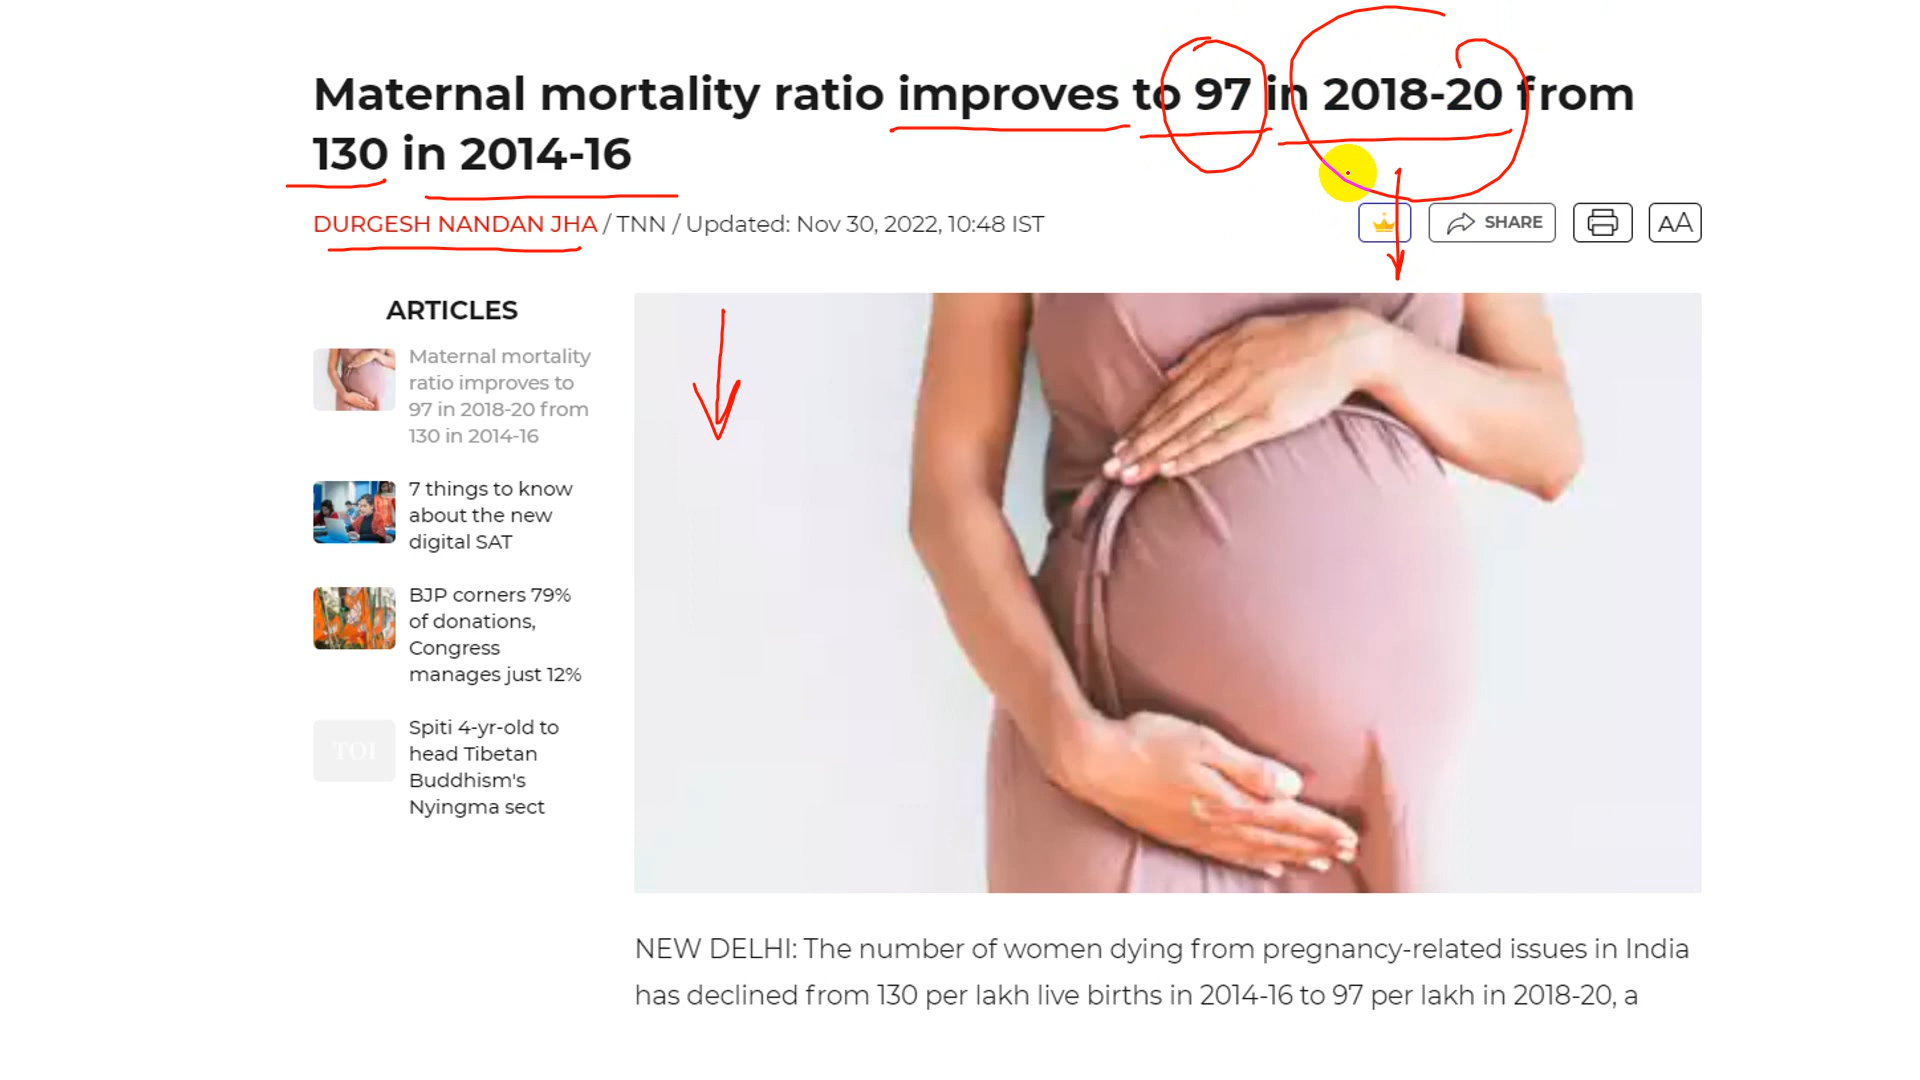 Maternal mortality ratio improves to 97 in 2018-20 from
130 in 2014-16
DURGESH NANDAN JHA / TNN / Updated: Nov 30, 2022, 10:48 IST
SHARE
AA
ARTICLES
Maternal mortality
ratio improves to
97 in 2018-20 from
130 in 2014-16
7 things to know
about the new
digital SAT
BJP corners 79%
of donations,
Congress
manages just 12%
TOI
Spiti 4-yr-old to
head Tibetan
Buddhism's
Nyingma sect
NEW DELHI: The number of women dying from pregnancy-related issues in India
has declined from 130 per lakh live births in 2014-16 to 97 per lakh in 2018-20, a